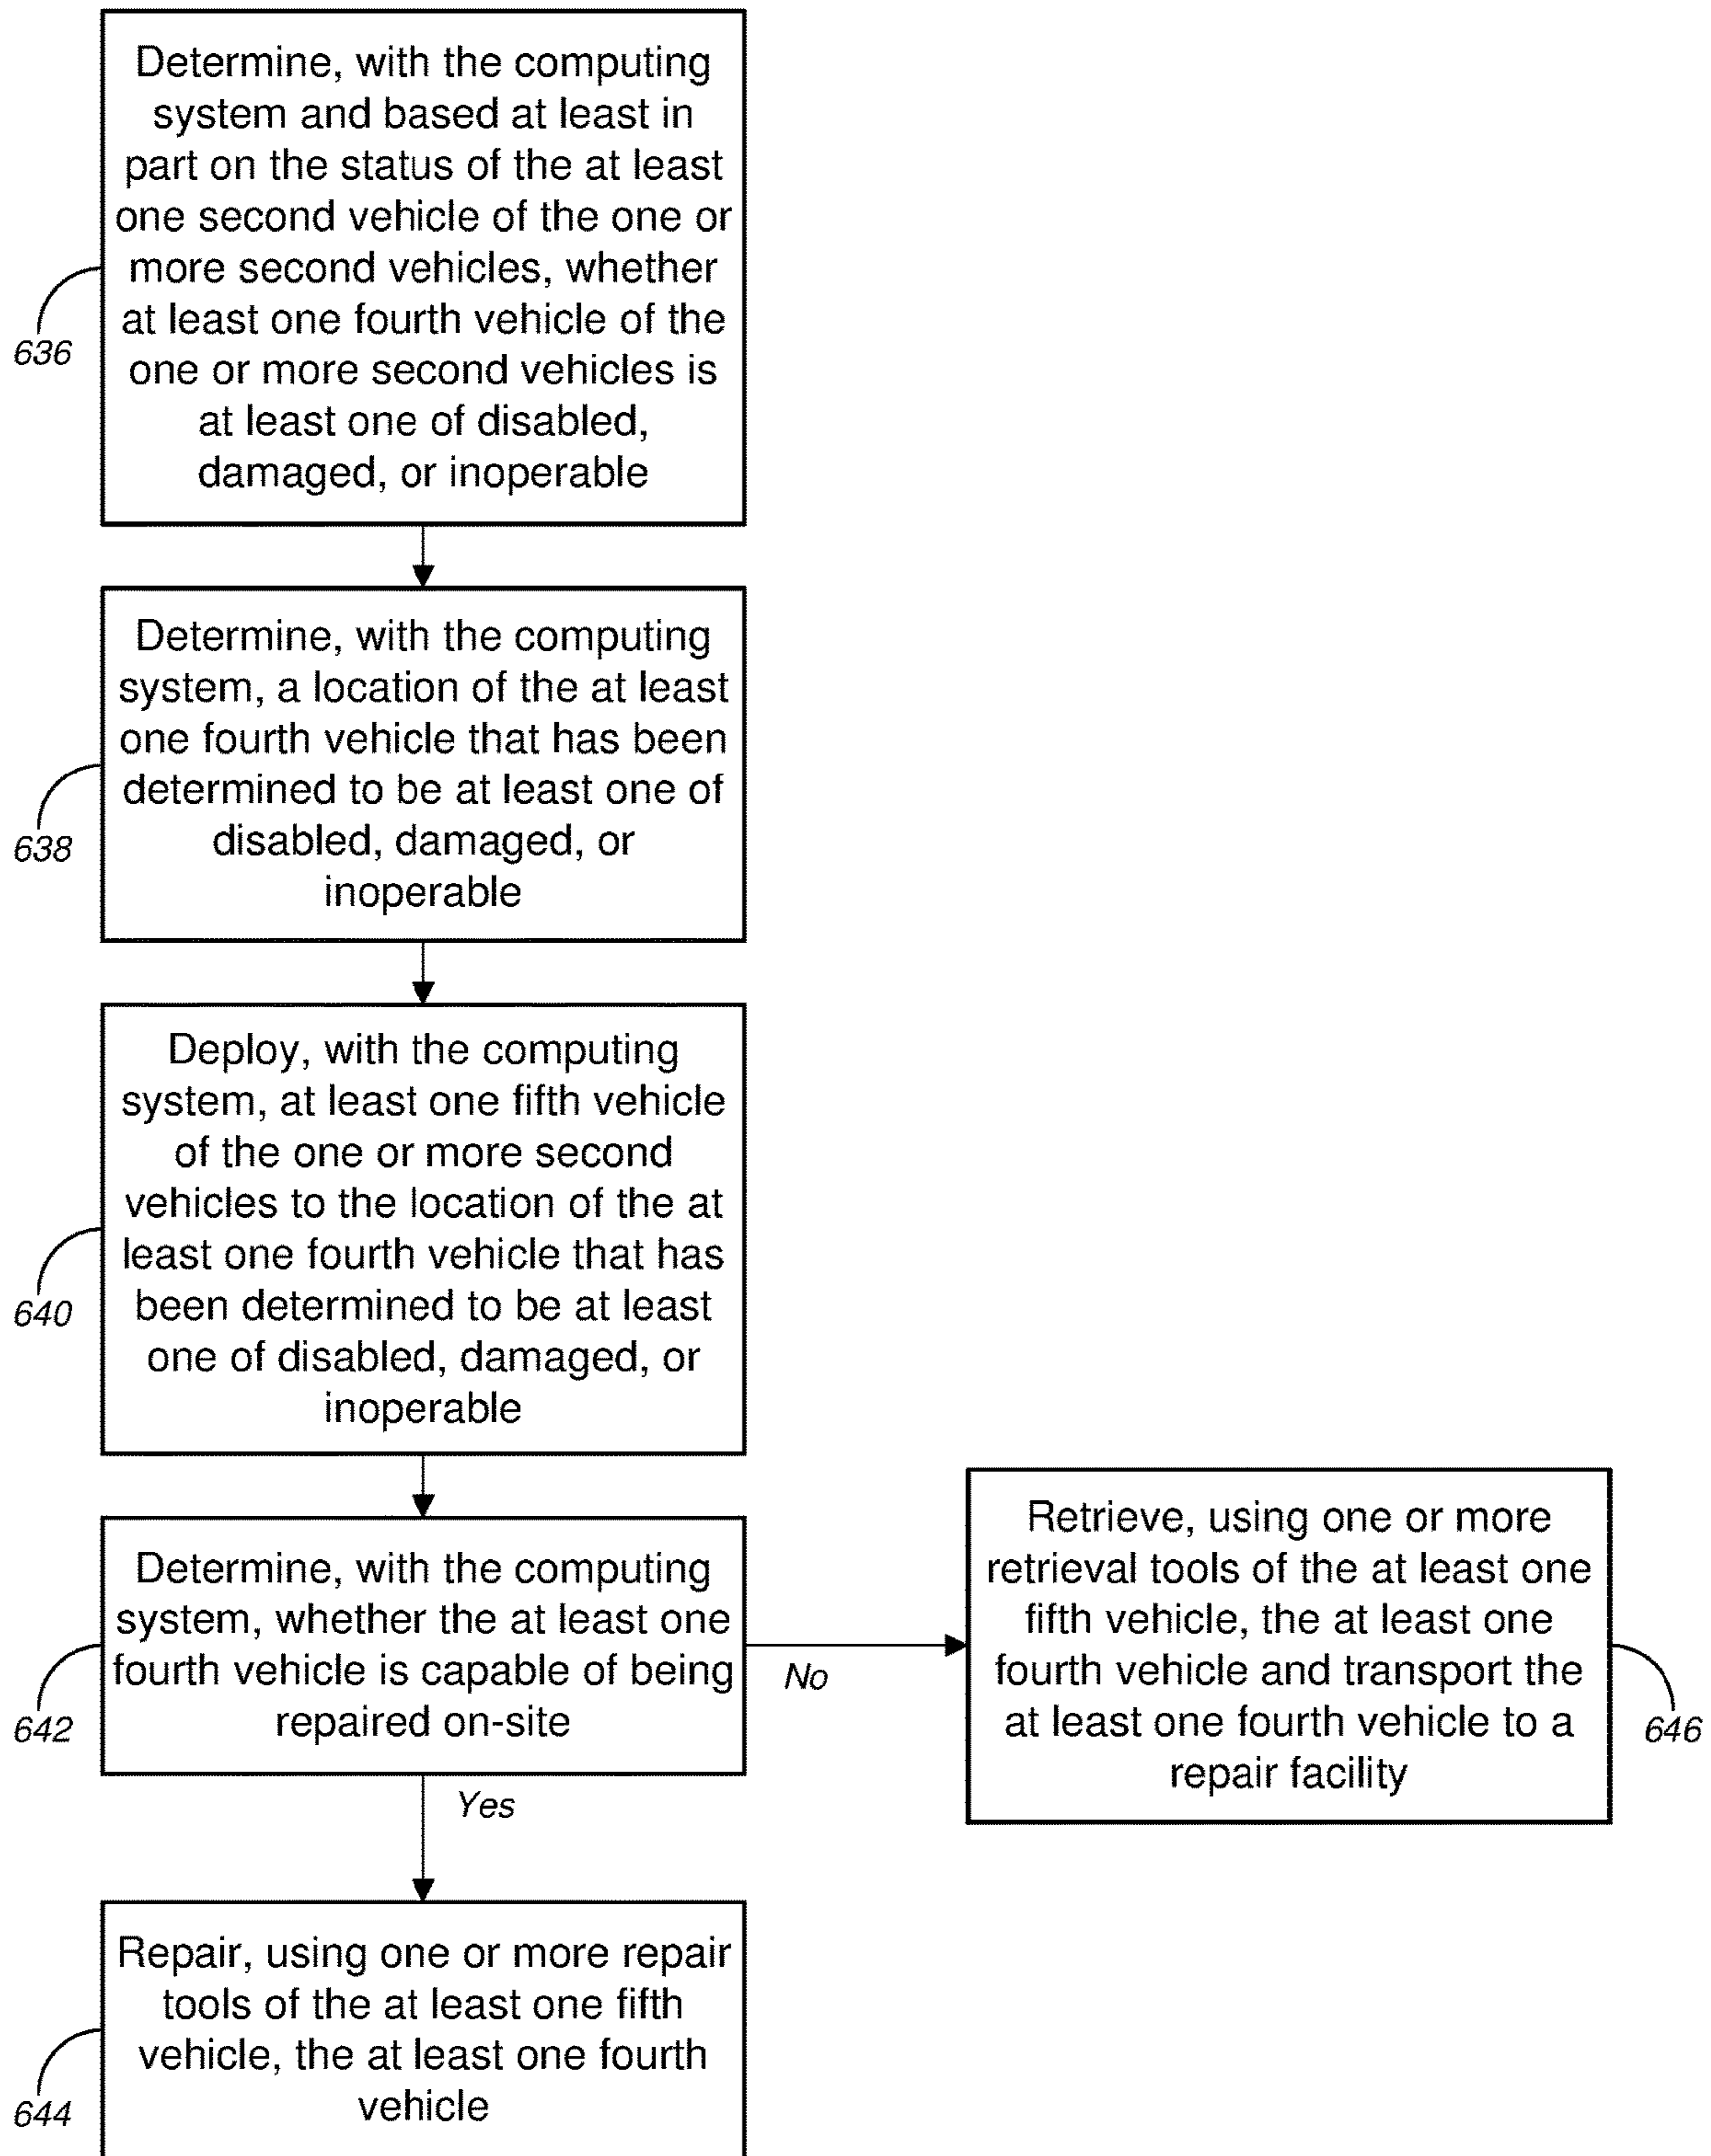 Determine, with the computing
system and based at least in
part on the status of the at least
one second vehicle of the one or
more second vehicles, whether
at least one fourth vehicle of the
one or more second vehicles is
at least one of disabled,
damaged, or inoperable
636
Determine, with the computing
system, a location of the at least
one fourth vehicle that has been
determined to be at least one of
disabled, damaged, or
inoperable
638
Deploy, with the computing
system, at least one fifth vehicle
of the one or more second
vehicles to the location of the at
least one fourth vehicle that has
been determined to be at least
one of disabled, damaged, or
inoperable
640
Determine, with the computing
system, whether the at least one
fourth vehicle is capable of being
repaired on-site
642
No
Retrieve, using one or more
retrieval tools of the at least one
fifth vehicle, the at least one
fourth vehicle and transport the
at least one fourth vehicle to a
repair facility
646
Yes
Repair, using one or more repair
tools of the at least one fifth
vehicle, the at least one fourth
vehicle
644